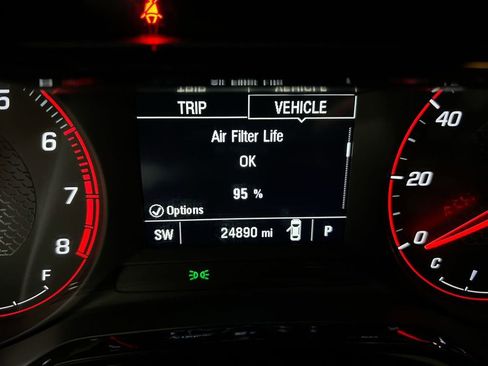 TRIP VEHICLE
Air Filter Life
OK
95 %
Options
SW 24890 mi P
5
6
7
8
F
40
20
0
C